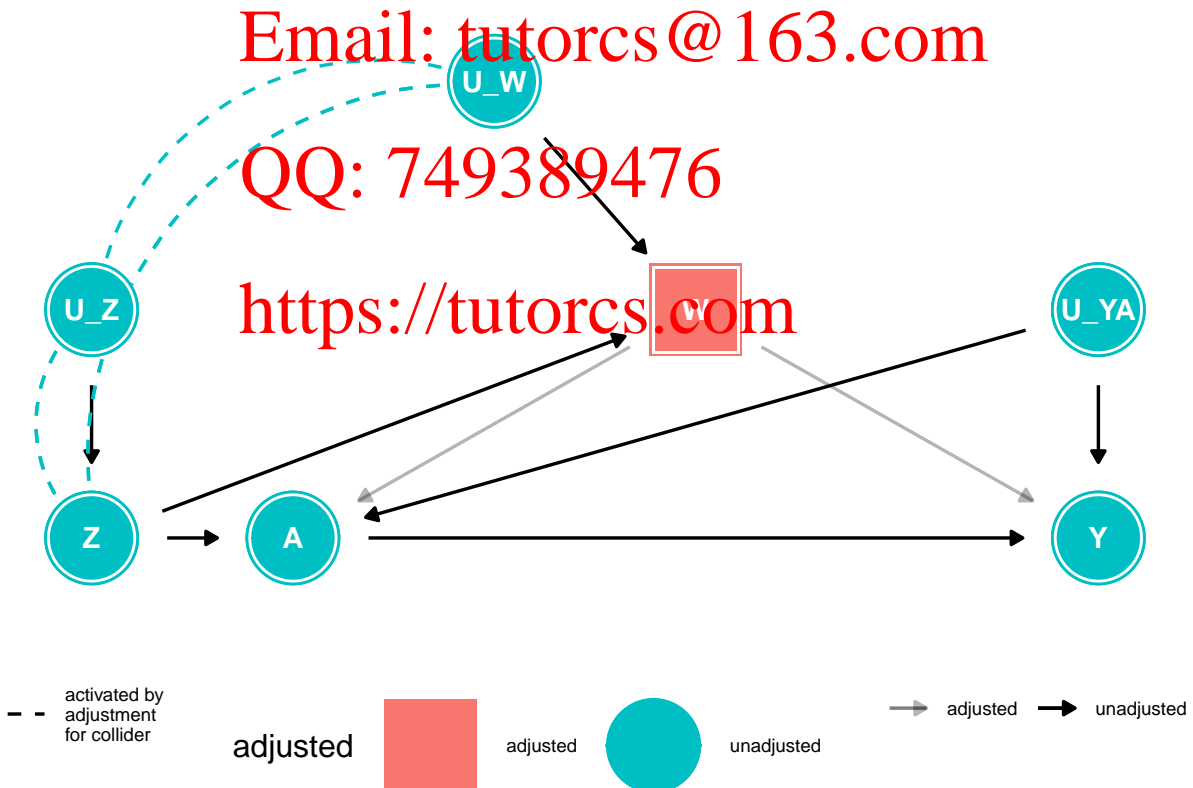 Email: tutorcs@163.com
U_W
QQ: 749389476
U_Z
https://tutorcs.com
W
U_YA
Z
A
Y
activated by
adjustment
for collider
adjusted
adjusted
unadjusted
adjusted
unadjusted